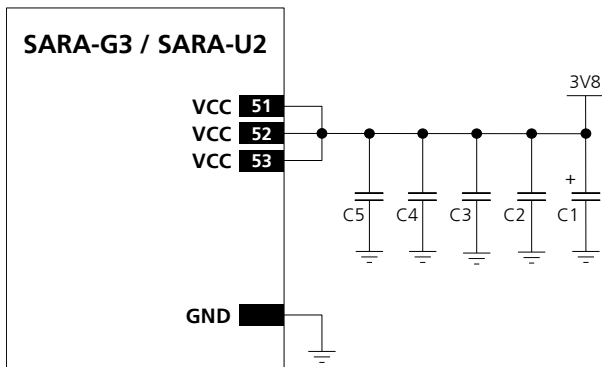 SARA-G3 / SARA-U2
3V8
VCC 51
VCC 52
VCC 53
+
C5 C4 C3 C2 C1
GND